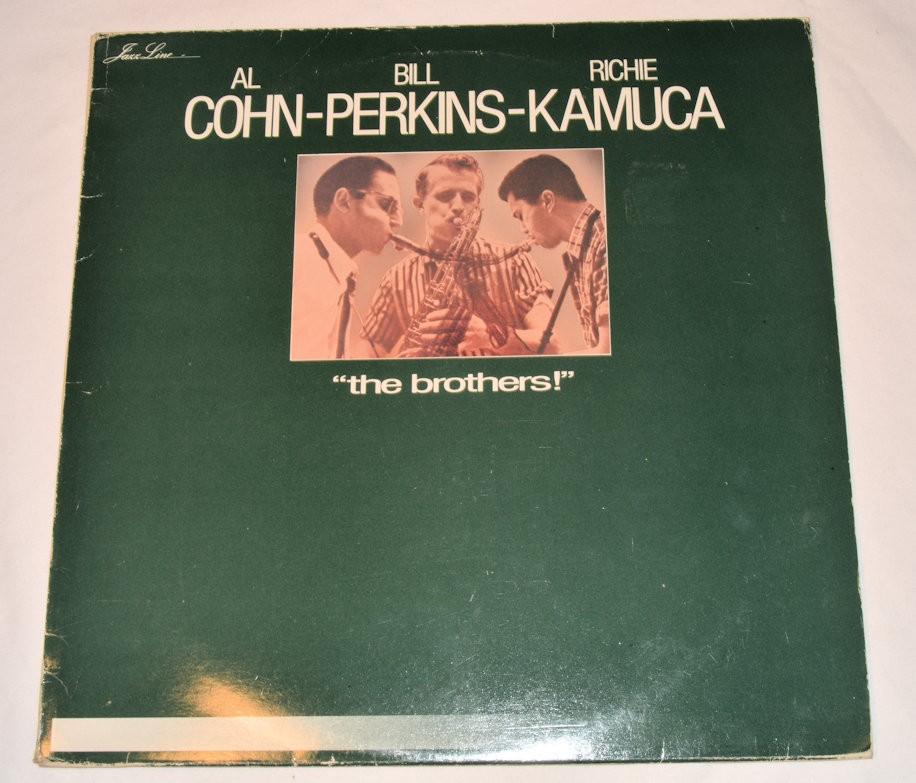 Jazz Line
AL BILL RICHIE
COHN-PERKINS-KAMUCA
“the brothers!”